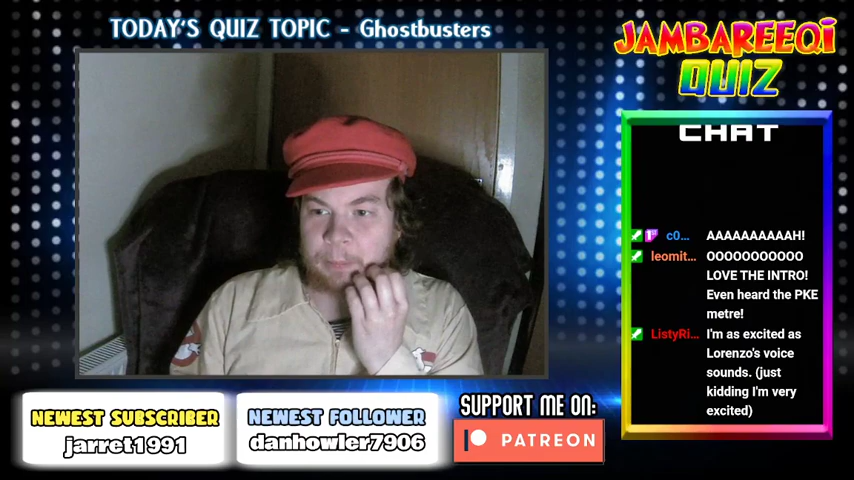 TODAY'S QUIZ TOPIC - Ghostbusters
JAMBAREEQi
QUIZ
CHAT
c0... AAAAAAAAAAH!
leomit... OOOOOOOOOOO
LOVE THE INTRO!
Even heard the PKE
metre!
ListyRi... I'm as excited as
Lorenzo's voice
sounds. (just
kidding I'm very
excited)
NEWEST SUBSCRIBER
jarret1991
NEWEST FOLLOWER
danhowler7906
SUPPORT ME ON:
PATREON